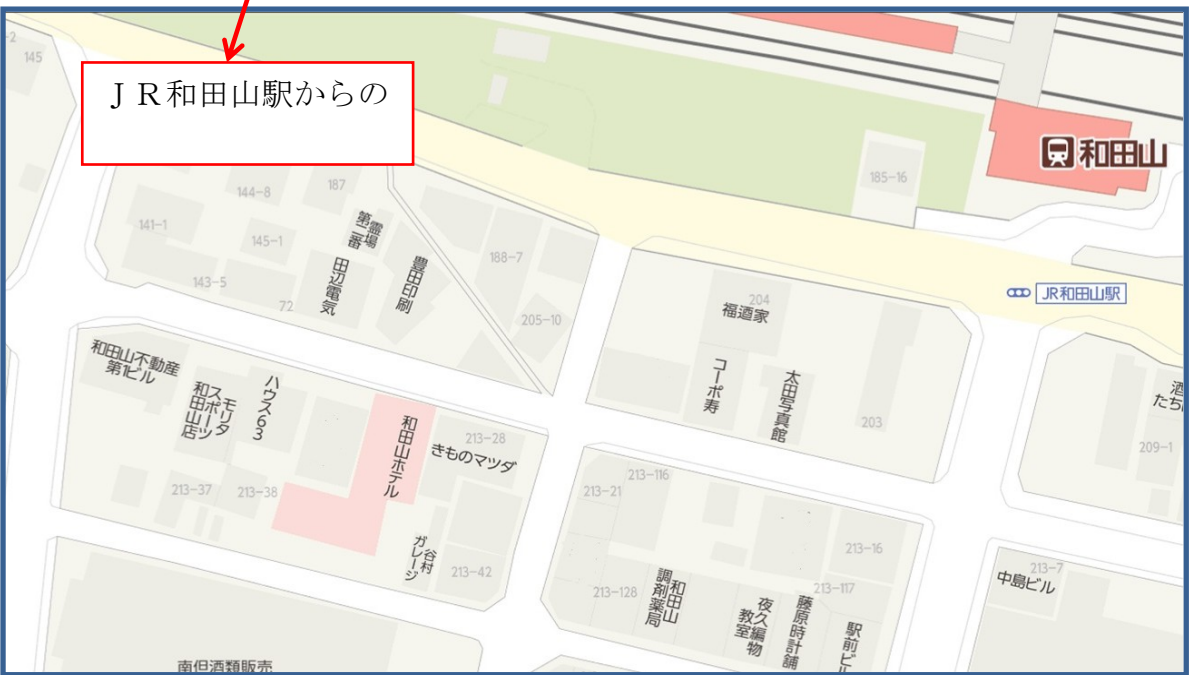 ＪＲ和田山駅からの
-2
145
和田山
185-16
144-8
187
141-1
145-1
霊場
第二番
田辺電気
豊田印刷
188-7
143-5
72
205-10
204
JR和田山駅
コーポ寿
太田写真館
203
和田山不動産
第1ビル
モリタ
スポーツ
和田山店
ハウス63
和田山ホテル
213-28
きものマツダ
209-1
213-37
213-38
213-116
213-21
谷村
ガレージ
213-42
213-16
213-128
和田山
調剤薬局
213-117
夜久編物
教室
藤原時計舗
213-7
中島ビル
南但酒類販売